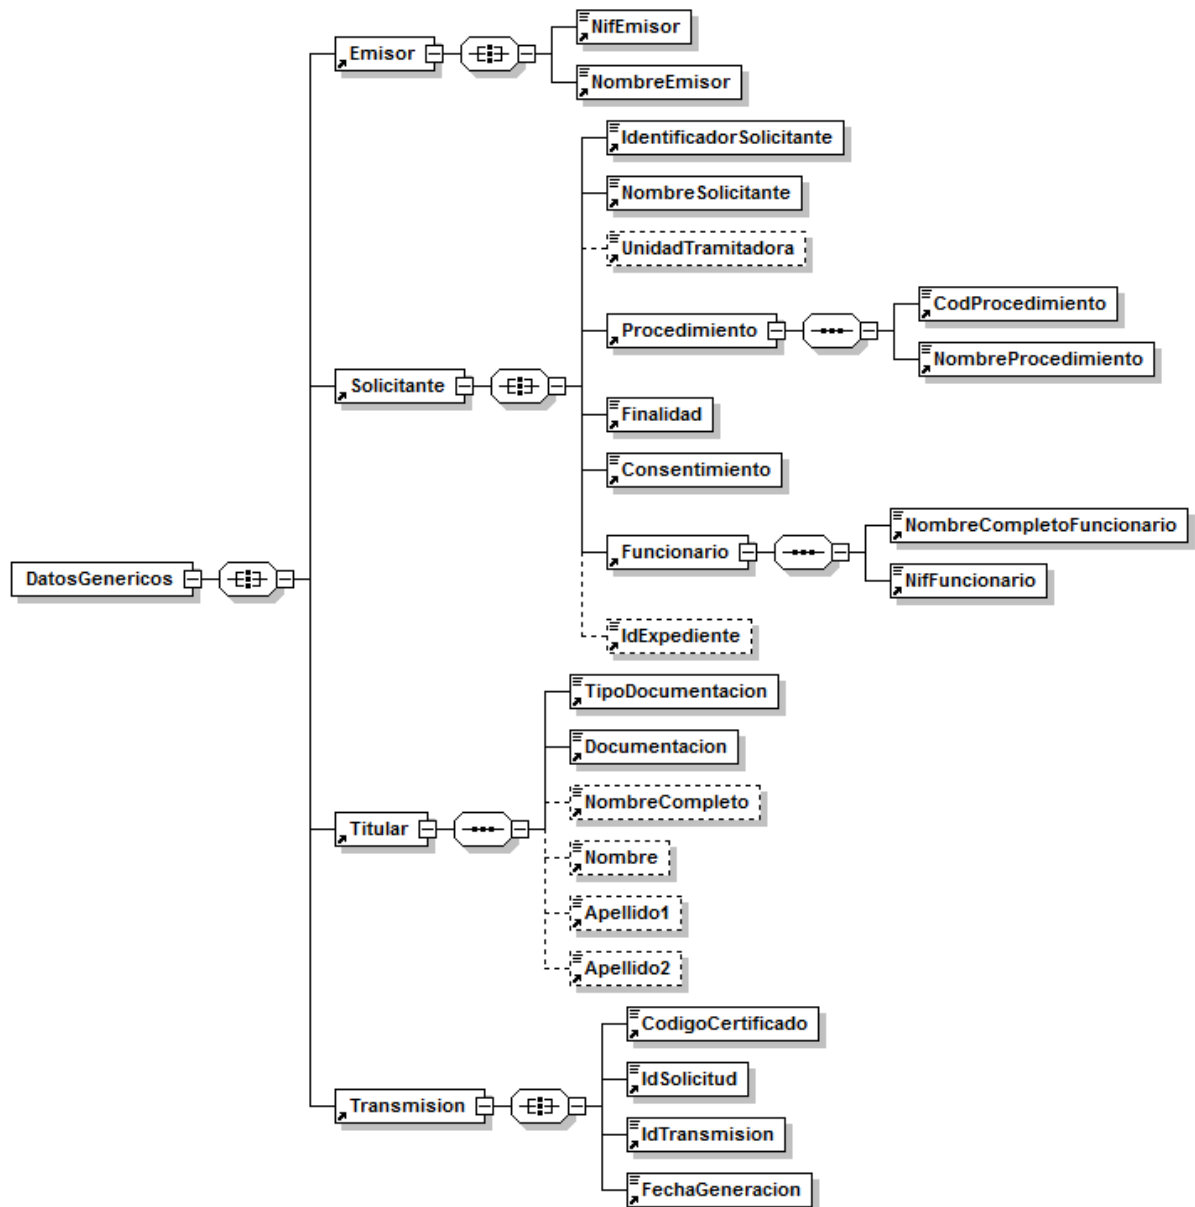 NifEmisor
Emisor
NombreEmisor
IdentificadorSolicitante
NombreSolicitante
UnidadTramitadora
CodProcedimiento
Procedimiento
NombreProcedimiento
Solicitante
Finalidad
Consentimiento
NombreCompletoFuncionario
Funcionario
NifFuncionario
DatosGenericos
IdExpediente
TipoDocumentacion
Documentacion
NombreCompleto
Titular
Nombre
Apellido1
Apellido2
CodigoCertificado
IdSolicitud
Transmision
IdTransmision
FechaGeneracion